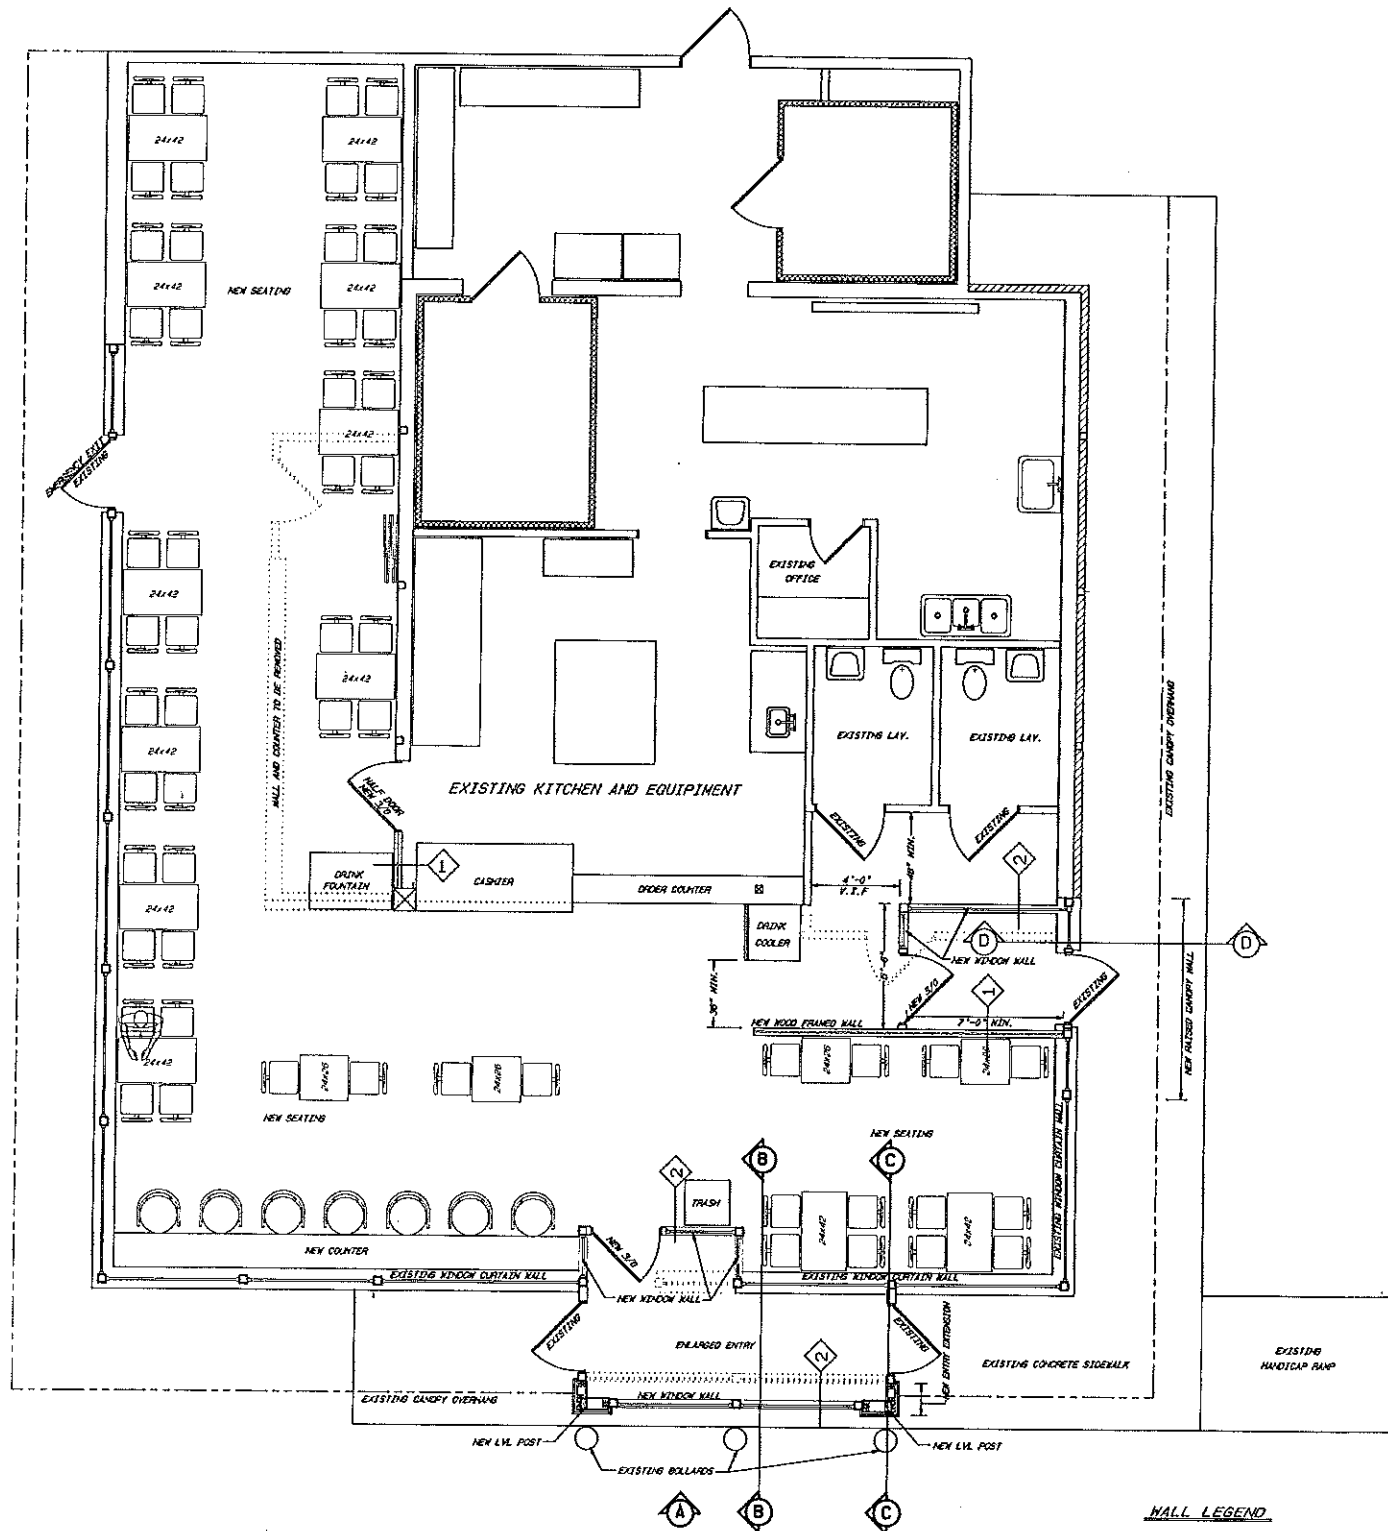 24x42
24x42
24x42
NEW SEATING
24x42
24x42
EMERGENCY EXIT
EXISTING
24x42
EXISTING
OFFICE
WALL AND COUNTER TO BE REMOVED
24x42
24x42
EXISTING LAV.
EXISTING LAV.
EXISTING CANOPY OVERHANG
HALF DOOR
NEW 3/0
EXISTING KITCHEN AND EQUIPMENT
EXISTING
EXISTING
48" MIN.
2
DRINK
FOUNTAIN
1
CASHIER
ORDER COUNTER
4'-0"
V.I.F
24x42
DRINK
COOLER
D
D
NEW WINDOW WALL
36" MIN.
NEW 3/0
1
EXISTING
7'-0" MIN.
NEW WOOD FRAMED WALL
NEW RAISED CANOPY WALL
24x42
24x26
24x26
24x26
24x26
NEW SEATING
NEW SEATING
EXISTING WINDOW CURTAIN WALL
B
C
2
TRASH
24x42
24x42
NEW COUNTER
NEW 3/0
EXISTING WINDOW CURTAIN WALL
EXISTING WINDOW CURTAIN WALL
NEW WINDOW WALL
EXISTING
ENLARGED ENTRY
EXISTING
2
NEW ENTRY EXTENSION
EXISTING CONCRETE SIDEWALK
EXISTING
HANDICAP RAMP
EXISTING CANOPY OVERHANG
NEW WINDOW WALL
NEW LVL POST
NEW LVL POST
EXISTING BOLLARDS
A
B
C
WALL LEGEND